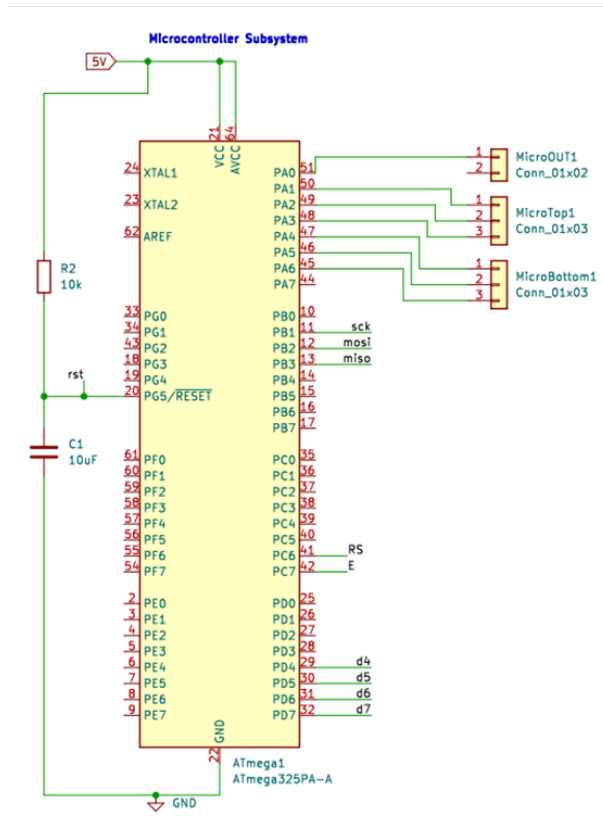 Microcontroller Subsystem
5V
21 64
VCC AVCC
24 XTAL1
23 XTAL2
62 AREF
R2
10k
33 PG0
34 PG1
43 PG2
18 PG3
19 PG4
rst
20 PG5/RESET
C1
10uF
61 PF0
60 PF1
59 PF2
58 PF3
57 PF4
56 PF5
55 PF6
54 PF7
2 PE0
3 PE1
4 PE2
5 PE3
6 PE4
7 PE5
8 PE6
9 PE7
PA0 51
PA1 50
PA2 49
PA3 48
PA4 47
PA5 46
PA6 45
PA7 44
PB0 10
PB1 11 sck
PB2 12 mosi
PB3 13 miso
PB4 14
PB5 15
PB6 16
PB7 17
PC0 35
PC1 36
PC2 37
PC3 38
PC4 39
PC5 40
PC6 41 RS
PC7 42 E
PD0 25
PD1 26
PD2 27
PD3 28
PD4 29 d4
PD5 30 d5
PD6 31 d6
PD7 32 d7
1
2
MicroOUT1
Conn_01x02
1
2
3
MicroTop1
Conn_01x03
1
2
3
MicroBottom1
Conn_01x03
GND
22
ATmega1
ATmega325PA-A
GND